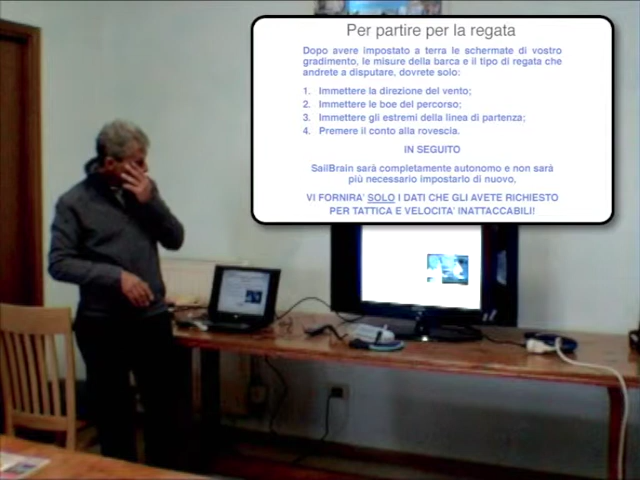 Per partire per la regata
Dopo avere impostato a terra le schermate di vostro
gradimento, le misure della barca e il tipo di regata che
andrete a disputar, dovrete solo:
1. Immettere la direzione del vento;
2. Immettere le boe del percorso;
3. Immettere gli estremi della linea di partenza;
4. Premere il conto alla rovescia.
IN SEGUITO
SailBrain sarà completamente autonomo e non sarà
più necessario impostarlo di nuovo,
VI FORNIRA' SOLO I DATI CHE GLI AVETE RICHIESTO
PER TATTICA E VELOCITA' INATTACCABILI!